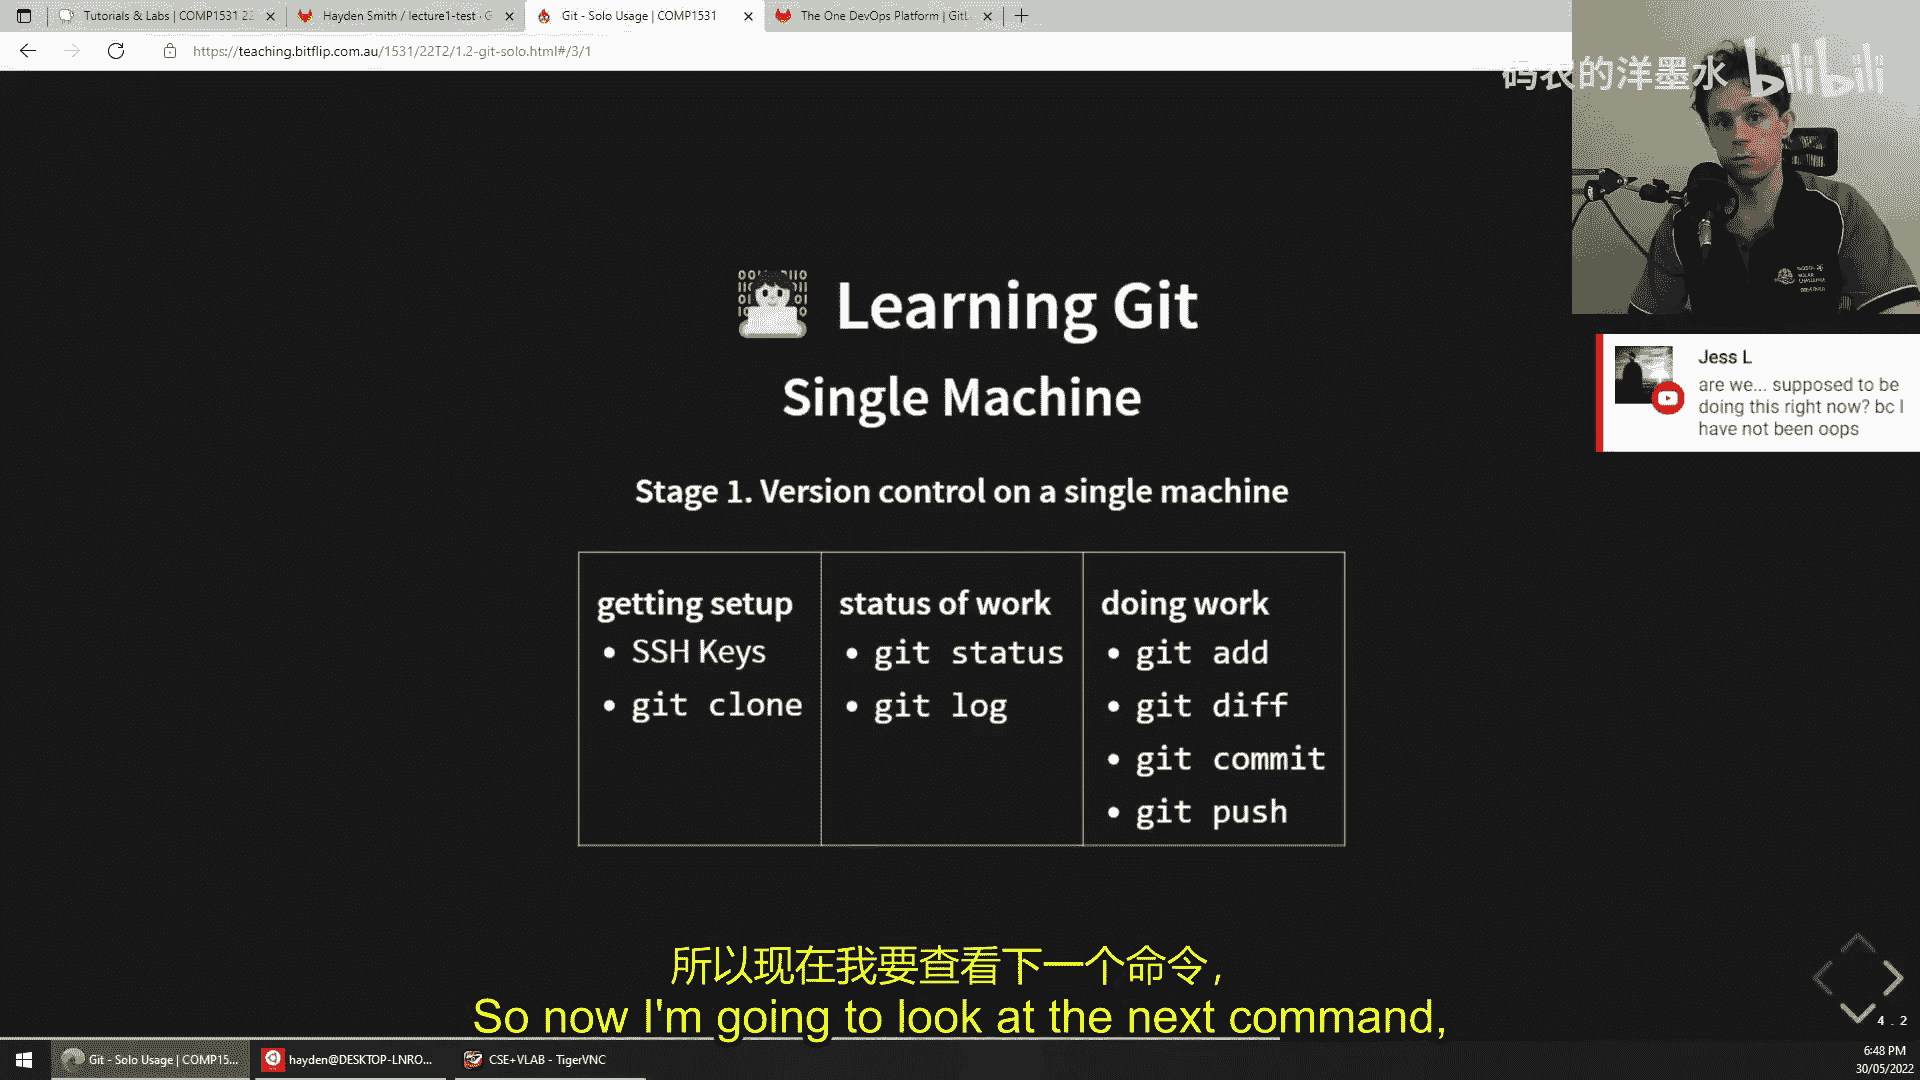 Tutorials & Labs | COMP1531 22
Hayden Smith / lecture1-test · G
Git - Solo Usage | COMP1531
The One DevOps Platform | GitL
https://teaching.bitflip.com.au/1531/22T2/1.2-git-solo.html#/3/1
码农的洋墨水 bilibili
Learning Git
Single Machine
Jess L
are we... supposed to be
doing this right now? bc I
have not been oops
Stage 1. Version control on a single machine
getting setup
• SSH Keys
• git clone
status of work
• git status
• git log
doing work
• git add
• git diff
• git commit
• git push
所以现在我要查看下一个命令，
So now I'm going to look at the next command,
4.2
Git - Solo Usage | COMP15...
hayden@DESKTOP-LNRO...
CSE+VLAB - TigerVNC
6:48 PM
30/05/2022